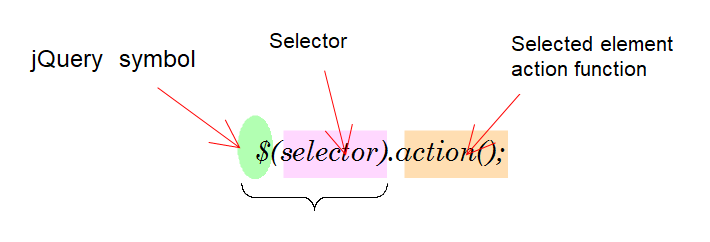 jQuery symbol
Selector
Selected element
action function
$(selector).action();